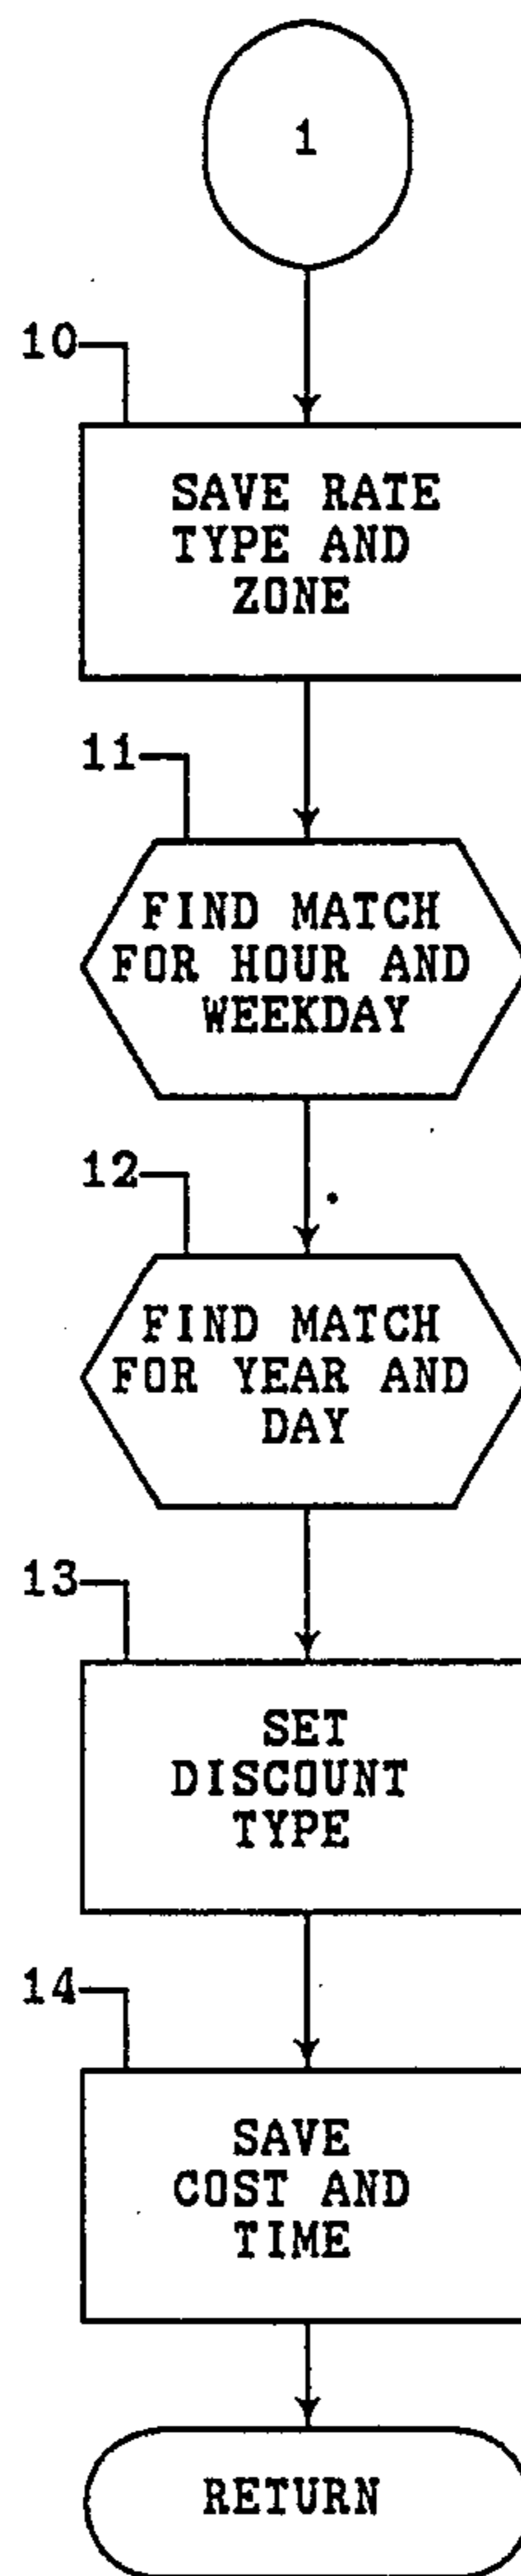 1
10
SAVE RATE
TYPE AND
ZONE
11
FIND MATCH
FOR HOUR AND
WEEKDAY
12
FIND MATCH
FOR YEAR AND
DAY
13
SET
DISCOUNT
TYPE
14
SAVE
COST AND
TIME
RETURN